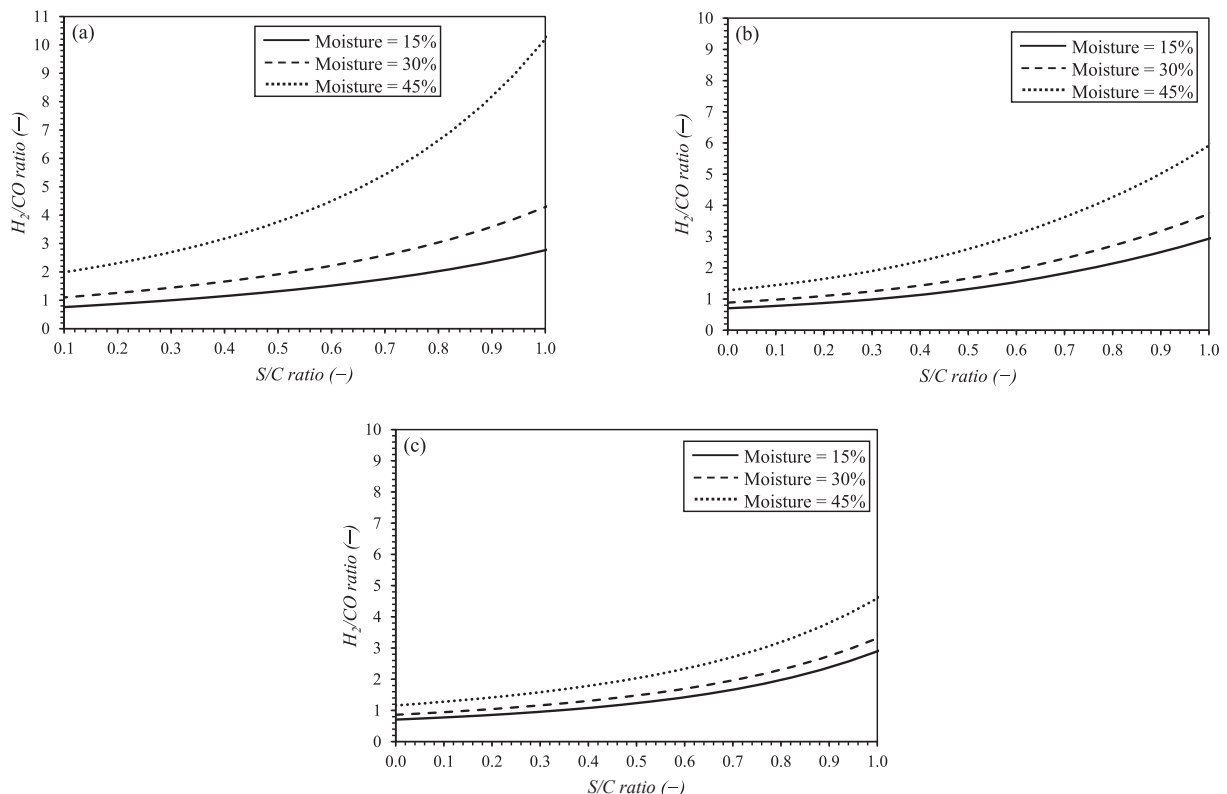 (a)
Moisture = 15%
Moisture = 30%
Moisture = 45%
H2/CO ratio (–)
11
10
9
8
7
6
5
4
3
2
1
0
0.1 0.2 0.3 0.4 0.5 0.6 0.7 0.8 0.9 1.0
S/C ratio (–)
(b)
Moisture = 15%
Moisture = 30%
Moisture = 45%
H2/CO ratio (–)
10
9
8
7
6
5
4
3
2
1
0
0.0 0.1 0.2 0.3 0.4 0.5 0.6 0.7 0.8 0.9 1.0
S/C ratio (–)
(c)
Moisture = 15%
Moisture = 30%
Moisture = 45%
H2/CO ratio (–)
10
9
8
7
6
5
4
3
2
1
0
0.0 0.1 0.2 0.3 0.4 0.5 0.6 0.7 0.8 0.9 1.0
S/C ratio (–)